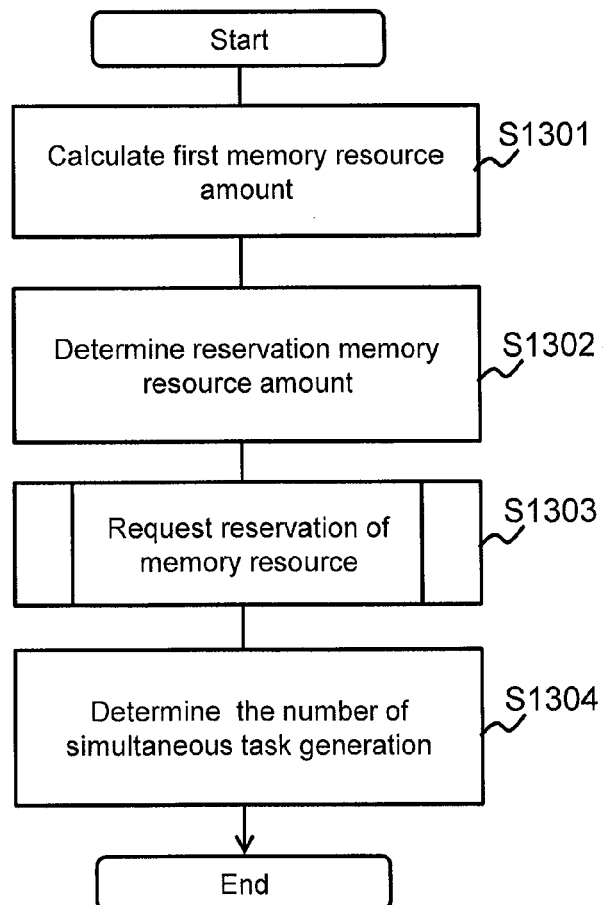 Start
Calculate first memory resource
amount
S1301
Determine reservation memory
resource amount
S1302
Request reservation of
memory resource
S1303
Determine the number of
simultaneous task generation
S1304
End